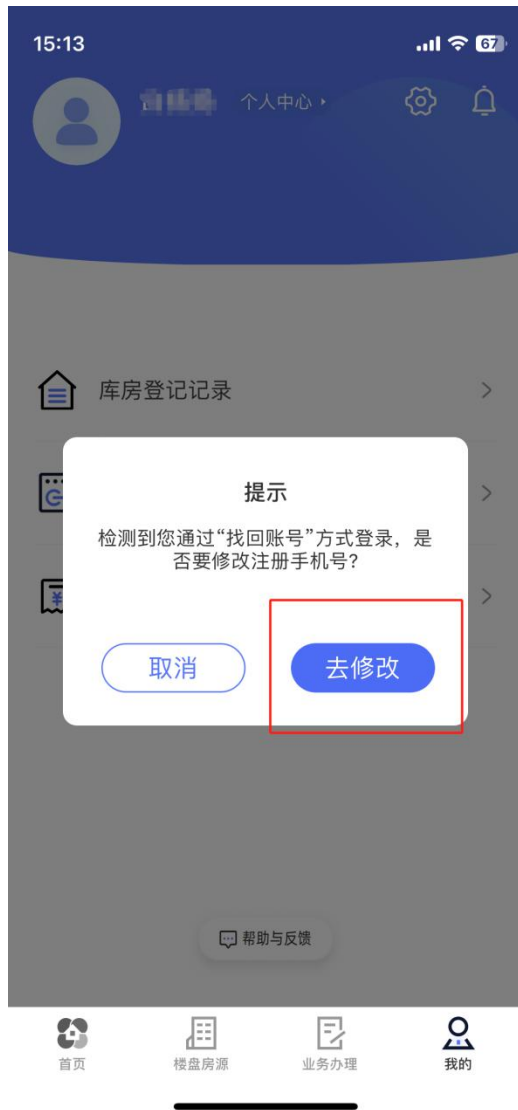 15:13
67
个人中心
库房登记记录
提示
检测到您通过“找回账号”方式登录，是
否要修改注册手机号？
取消
去修改
帮助与反馈
首页
楼盘房源
业务办理
我的